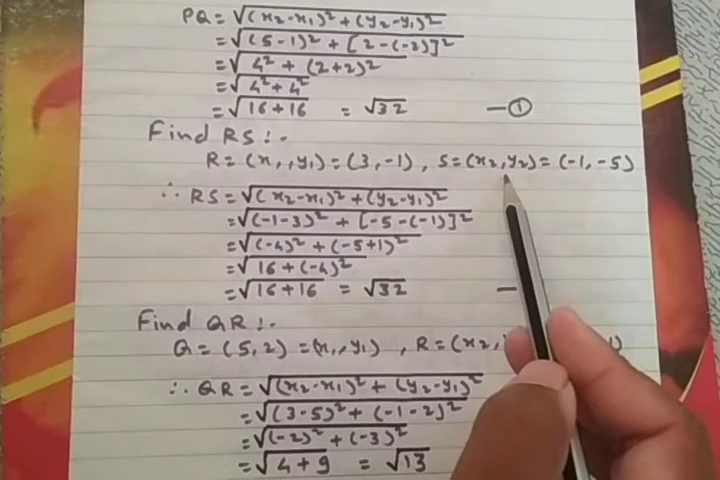 PQ = √(x₂-x₁)² + (y₂-y₁)²
= √(5-1)² + [2-(-2)]²
= √4² + (2+2)²
= √4² + 4²
= √16+16 = √32 —①
Find RS:-
R = (x₁, y₁) = (3, -1), S = (x₂, y₂) = (-1, -5)
∴ RS = √(x₂-x₁)² + (y₂-y₁)²
= √(-1-3)² + [-5-(-1)]²
= √(-4)² + (-5+1)²
= √16 + (-4)²
= √16+16 = √32 —
Find QR:-
Q = (5, 2) = (x₁, y₁), R = (x₂,
∴ QR = √(x₂-x₁)² + (y₂-y₁)²
= √(3-5)² + (-1-2)²
= √(-2)² + (-3)²
= √4+9 = √13